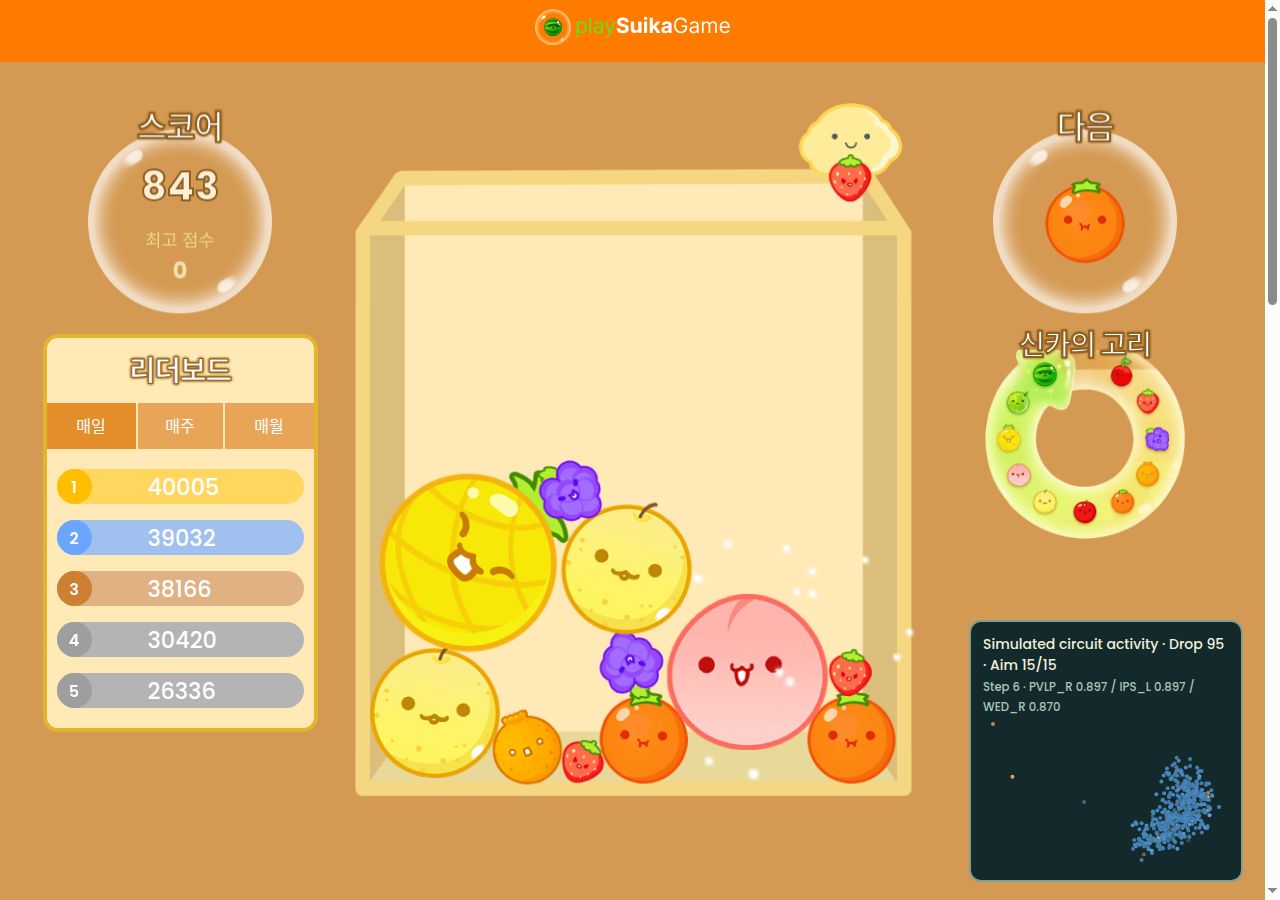 playSuikaGame
스코어
843
최고 점수
0
리더보드
매일
매주
매월
1 40005
2 39032
3 38166
4 30420
5 26336
다음
신카의 고리
Simulated circuit activity · Drop 95
· Aim 15/15
Step 6 · PVLP_R 0.897 / IPS_L 0.897 /
WED_R 0.870